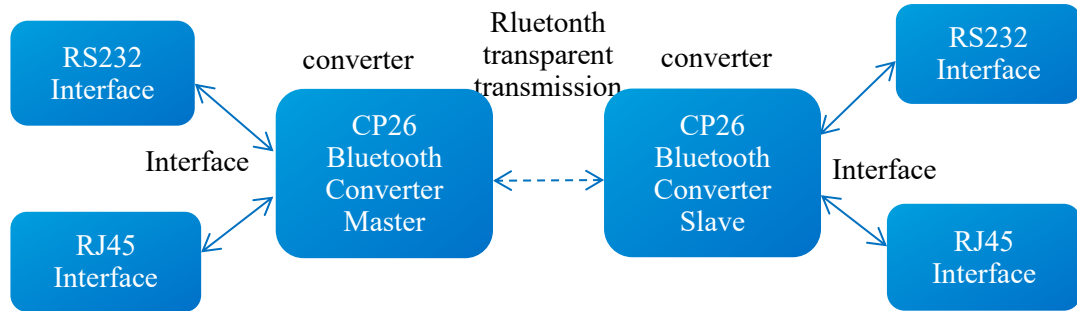 RS232
Interface
converter
Rluetonth
transparent
transmission
converter
RS232
Interface
CP26
Bluetooth
Converter
Master
CP26
Bluetooth
Converter
Slave
Interface
Interface
RJ45
Interface
RJ45
Interface